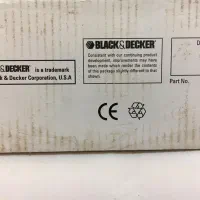 BLACK&DECKER
Consistent with our continuing product
development, improvements may have
been made which render the contents
of this package slightly different to
that shown.
&DECKER is a trademark
k & Decker Corporation, U.S.A
D
Part No.
CE